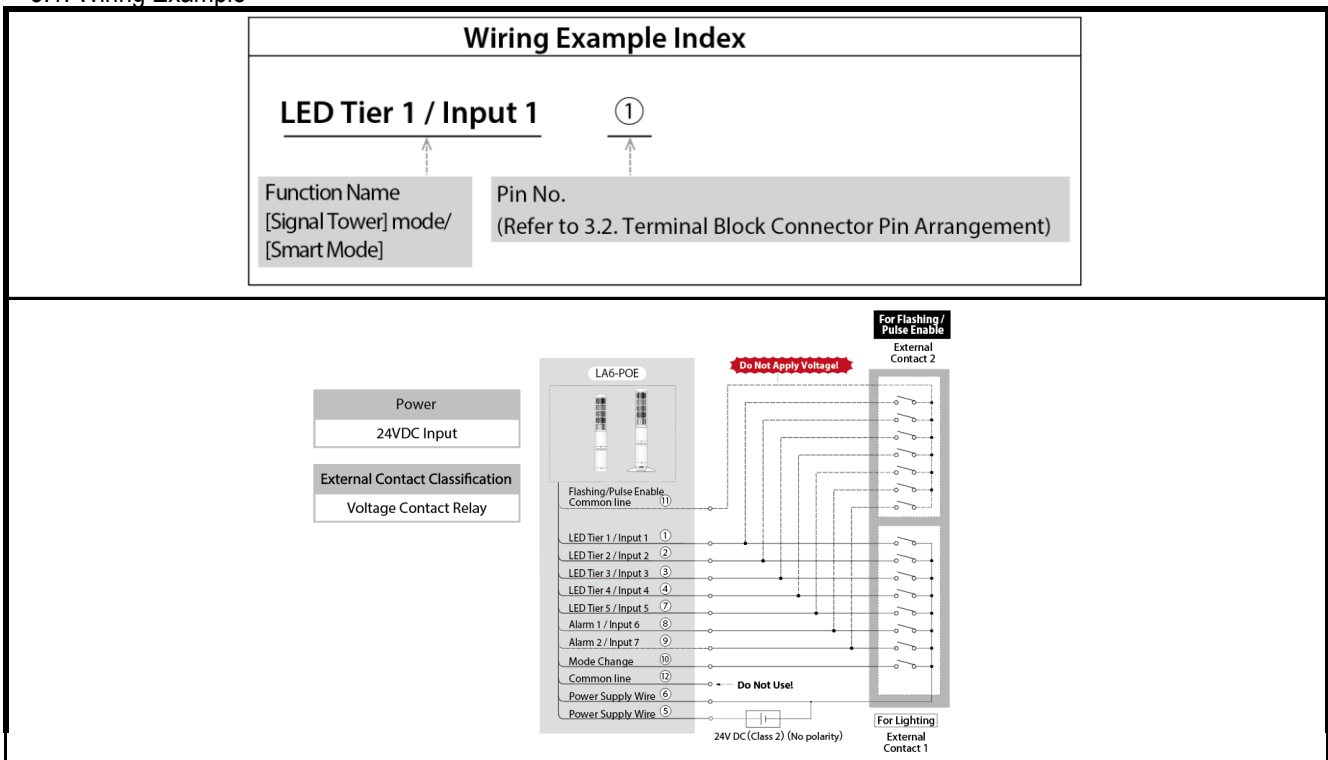 Wiring Example Index
LED Tier 1 / Input 1 ①
Function Name
[Signal Tower] mode/
[Smart Mode]
Pin No.
(Refer to 3.2. Terminal Block Connector Pin Arrangement)
For Flashing /
Pulse Enable
External
Contact 2
Do Not Apply Voltage!
LA6-POE
Power
24VDC Input
External Contact Classification
Voltage Contact Relay
Flashing/Pulse Enable
Common line ⑪
LED Tier 1 / Input 1 ①
LED Tier 2 / Input 2 ②
LED Tier 3 / Input 3 ③
LED Tier 4 / Input 4 ④
LED Tier 5 / Input 5 ⑦
Alarm 1 / Input 6 ⑧
Alarm 2 / Input 7 ⑨
Mode Change ⑩
Common line ⑫
Do Not Use!
Power Supply Wire ⑥
Power Supply Wire ⑤
24V DC (Class 2) (No polarity)
For Lighting
External
Contact 1